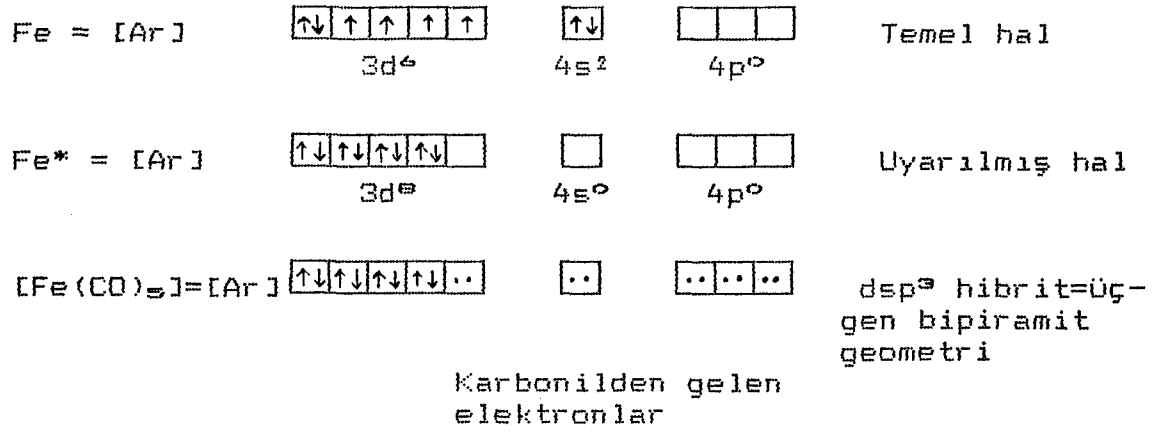 Fe = [Ar] ↑↓ ↑ ↑ ↑ ↑ ↑↓ Temel hal
3d⁶ 4s² 4p⁰
Fe* = [Ar] ↑↓ ↑↓ ↑↓ ↑↓ Uyarılmış hal
3d⁸ 4s⁰ 4p⁰
[Fe(CO)₅]=[Ar] ↑↓ ↑↓ ↑↓ ↑↓ ·· ·· ·· ·· ·· dsp³ hibrit=üç-
gen bipiramit
geometri
Karbonilden gelen
elektronlar